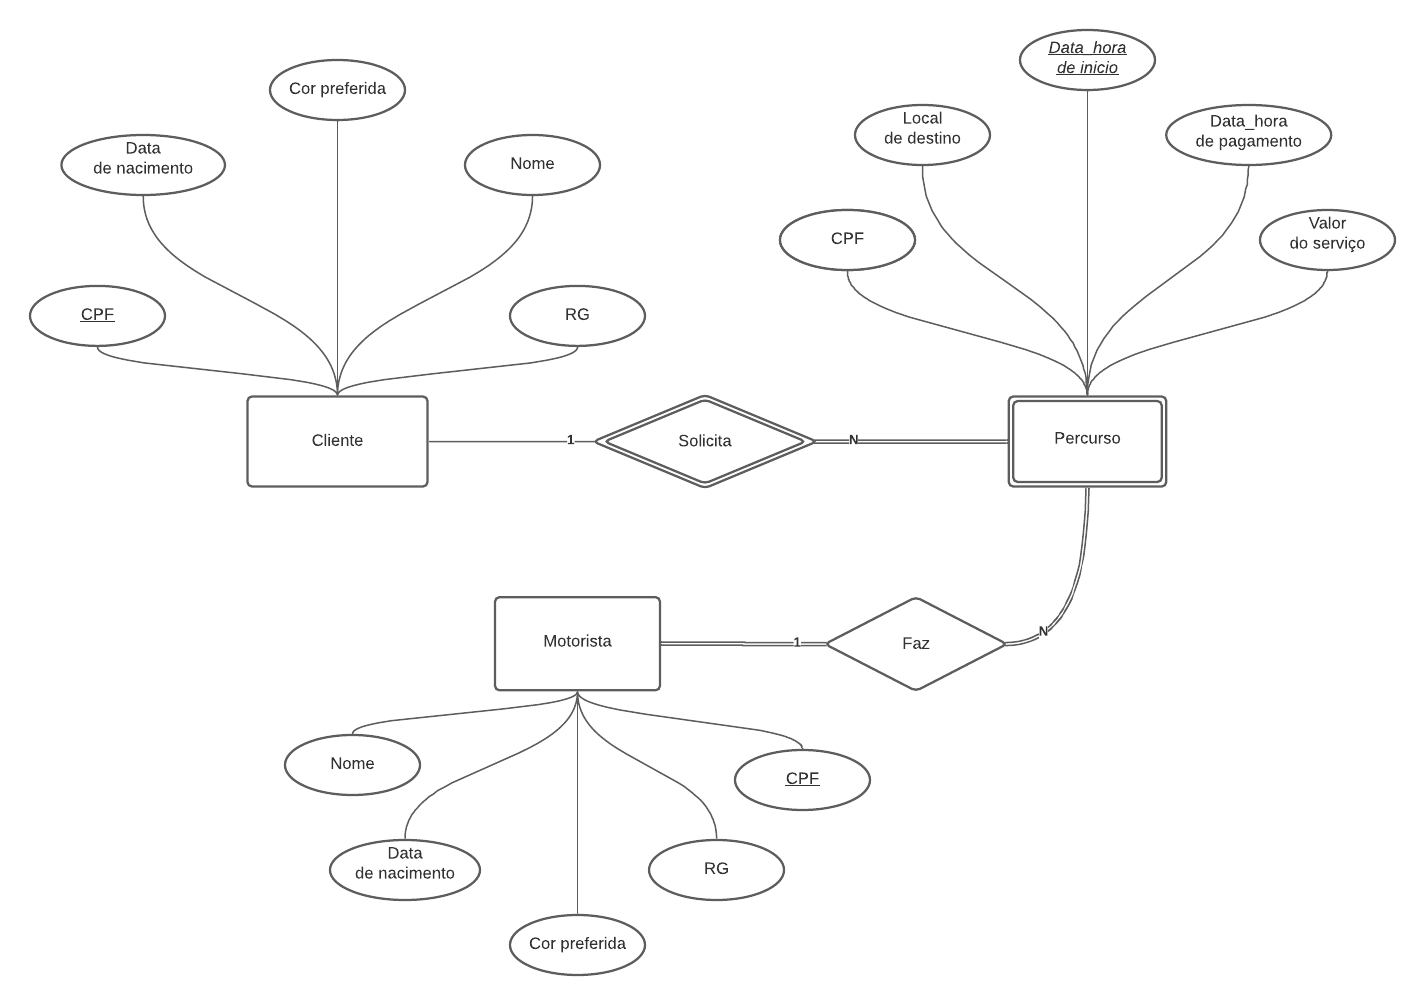 Data_hora
de inicio
Cor preferida
Local
de destino
Data_hora
de pagamento
Data
de nacimento
Nome
CPF
Valor
do serviço
CPF
RG
Cliente
1
Solicita
N
Percurso
Motorista
1
Faz
N
Nome
CPF
Data
de nacimento
RG
Cor preferida